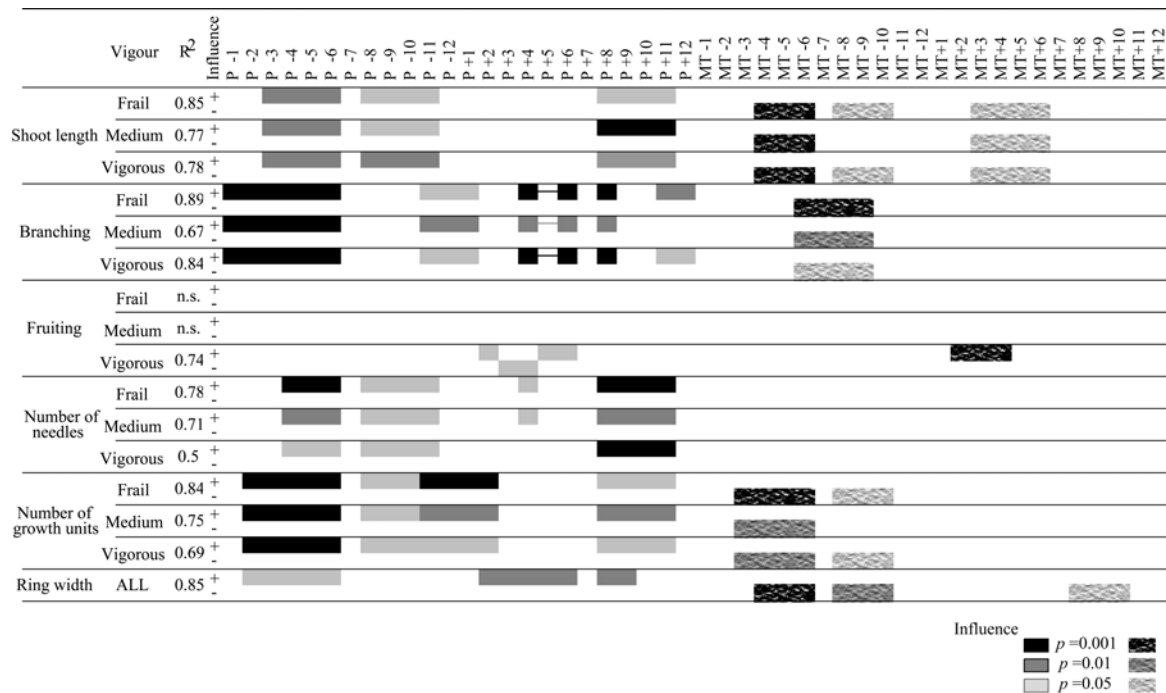 Vigour R2 Influence P -1 P -2 P -3 P -4 P -5 P -6 P -7 P -8 P -9 P -10 P -11 P -12 P +1 P +2 P +3 P +4 P +5 P +6 P +7 P +8 P +9 P +10 P +11 P +12 MT -1 MT -2 MT -3 MT -4 MT -5 MT -6 MT -7 MT -8 MT -9 MT -10 MT -11 MT -12 MT+1 MT+2 MT+3 MT+4 MT+5 MT+6 MT+7 MT+8 MT+9 MT+10 MT+11 MT+12
Frail 0.85 +
-
Shoot length Medium 0.77 +
-
Vigorous 0.78 +
-
Frail 0.89 +
-
Branching Medium 0.67 +
-
Vigorous 0.84 +
-
Frail n.s. +
-
Fruiting Medium n.s. +
-
Vigorous 0.74 +
-
Frail 0.78 +
-
Number of
needles Medium 0.71 +
-
Vigorous 0.5 +
-
Frail 0.84 +
-
Number of
growth units Medium 0.75 +
-
Vigorous 0.69 +
-
Ring width ALL 0.85 +
-
Influence
p =0.001
p =0.01
p =0.05